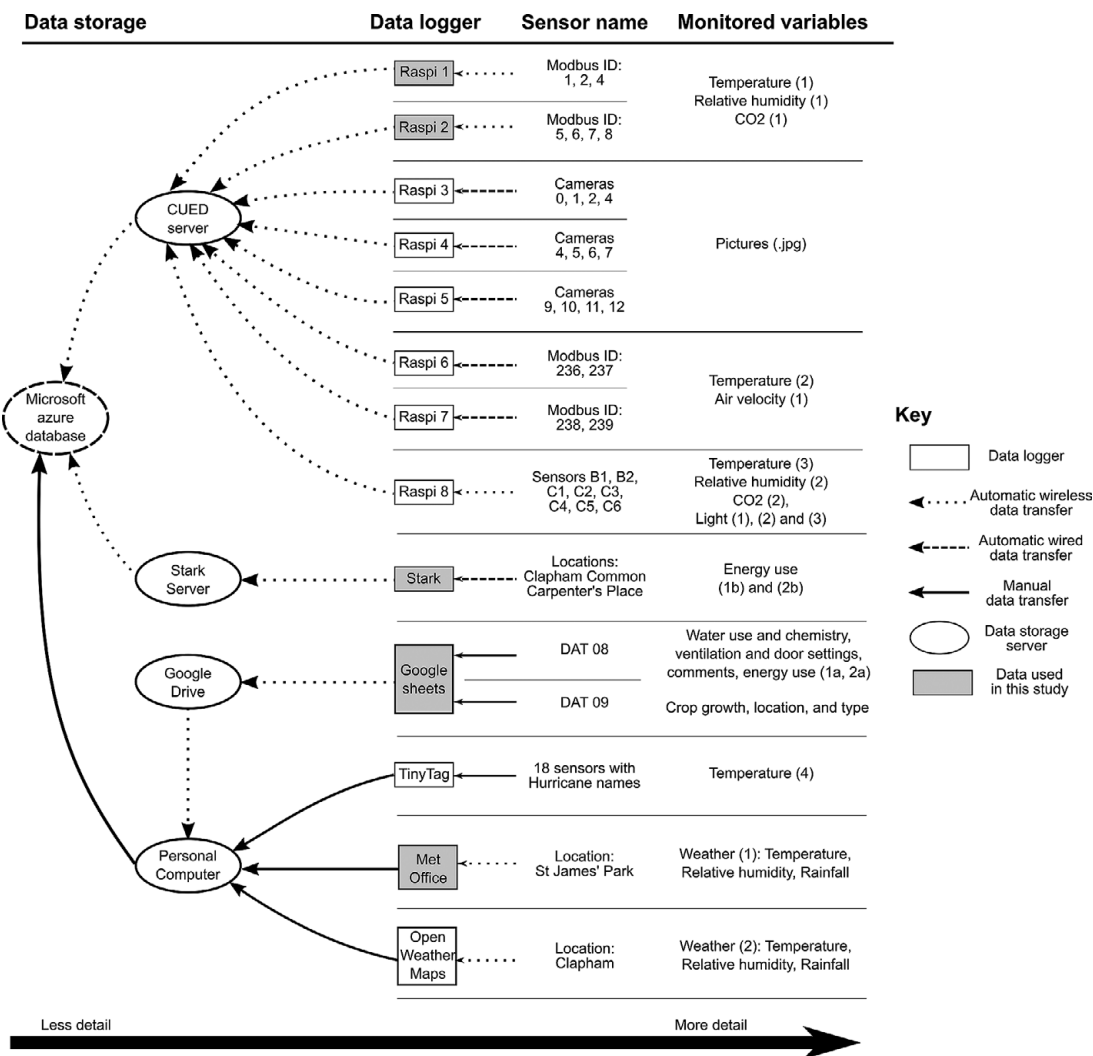 Data storage
Data logger
Sensor name
Monitored variables
Raspi 1
Modbus ID:
1, 2, 4
Temperature (1)
Relative humidity (1)
CO2 (1)
Raspi 2
Modbus ID:
5, 6, 7, 8
CUED
server
Raspi 3
Cameras
0, 1, 2, 4
Raspi 4
Cameras
4, 5, 6, 7
Pictures (.jpg)
Raspi 5
Cameras
9, 10, 11, 12
Raspi 6
Modbus ID:
236, 237
Temperature (2)
Air velocity (1)
Raspi 7
Modbus ID:
238, 239
Microsoft
azure
database
Raspi 8
Sensors B1, B2,
C1, C2, C3,
C4, C5, C6
Temperature (3)
Relative humidity (2)
CO2 (2),
Light (1), (2) and (3)
Stark
Server
Stark
Locations:
Clapham Common
Carpenter's Place
Energy use
(1b) and (2b)
Google
Drive
Google
sheets
DAT 08
Water use and chemistry,
ventilation and door settings,
comments, energy use (1a, 2a)
DAT 09
Crop growth, location, and type
TinyTag
18 sensors with
Hurricane names
Temperature (4)
Personal
Computer
Met
Office
Location:
St James' Park
Weather (1): Temperature,
Relative humidity, Rainfall
Open
Weather
Maps
Location:
Clapham
Weather (2): Temperature,
Relative humidity, Rainfall
Less detail
More detail
Key
Data logger
Automatic wireless
data transfer
Automatic wired
data transfer
Manual
data transfer
Data storage
server
Data used
in this study